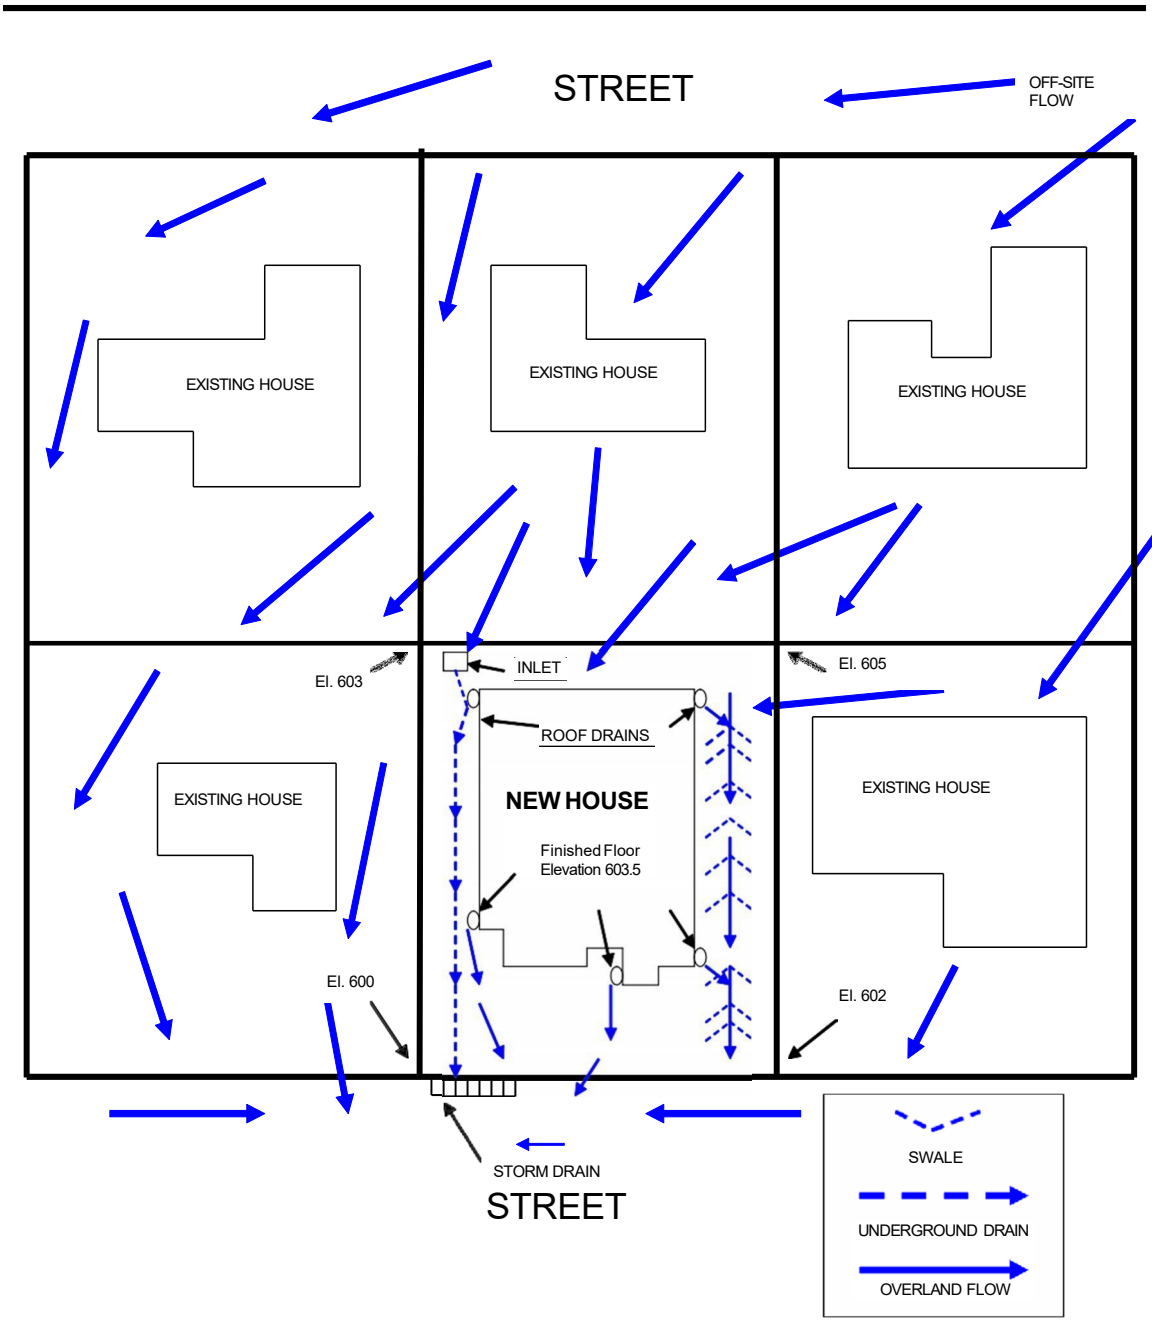 STREET
OFF-SITE
FLOW
EXISTING HOUSE
EXISTING HOUSE
EXISTING HOUSE
El. 603
INLET
El. 605
ROOF DRAINS
EXISTING HOUSE
NEW HOUSE
EXISTING HOUSE
Finished Floor
Elevation 603.5
El. 600
El. 602
STORM DRAIN
STREET
SWALE
UNDERGROUND DRAIN
OVERLAND FLOW